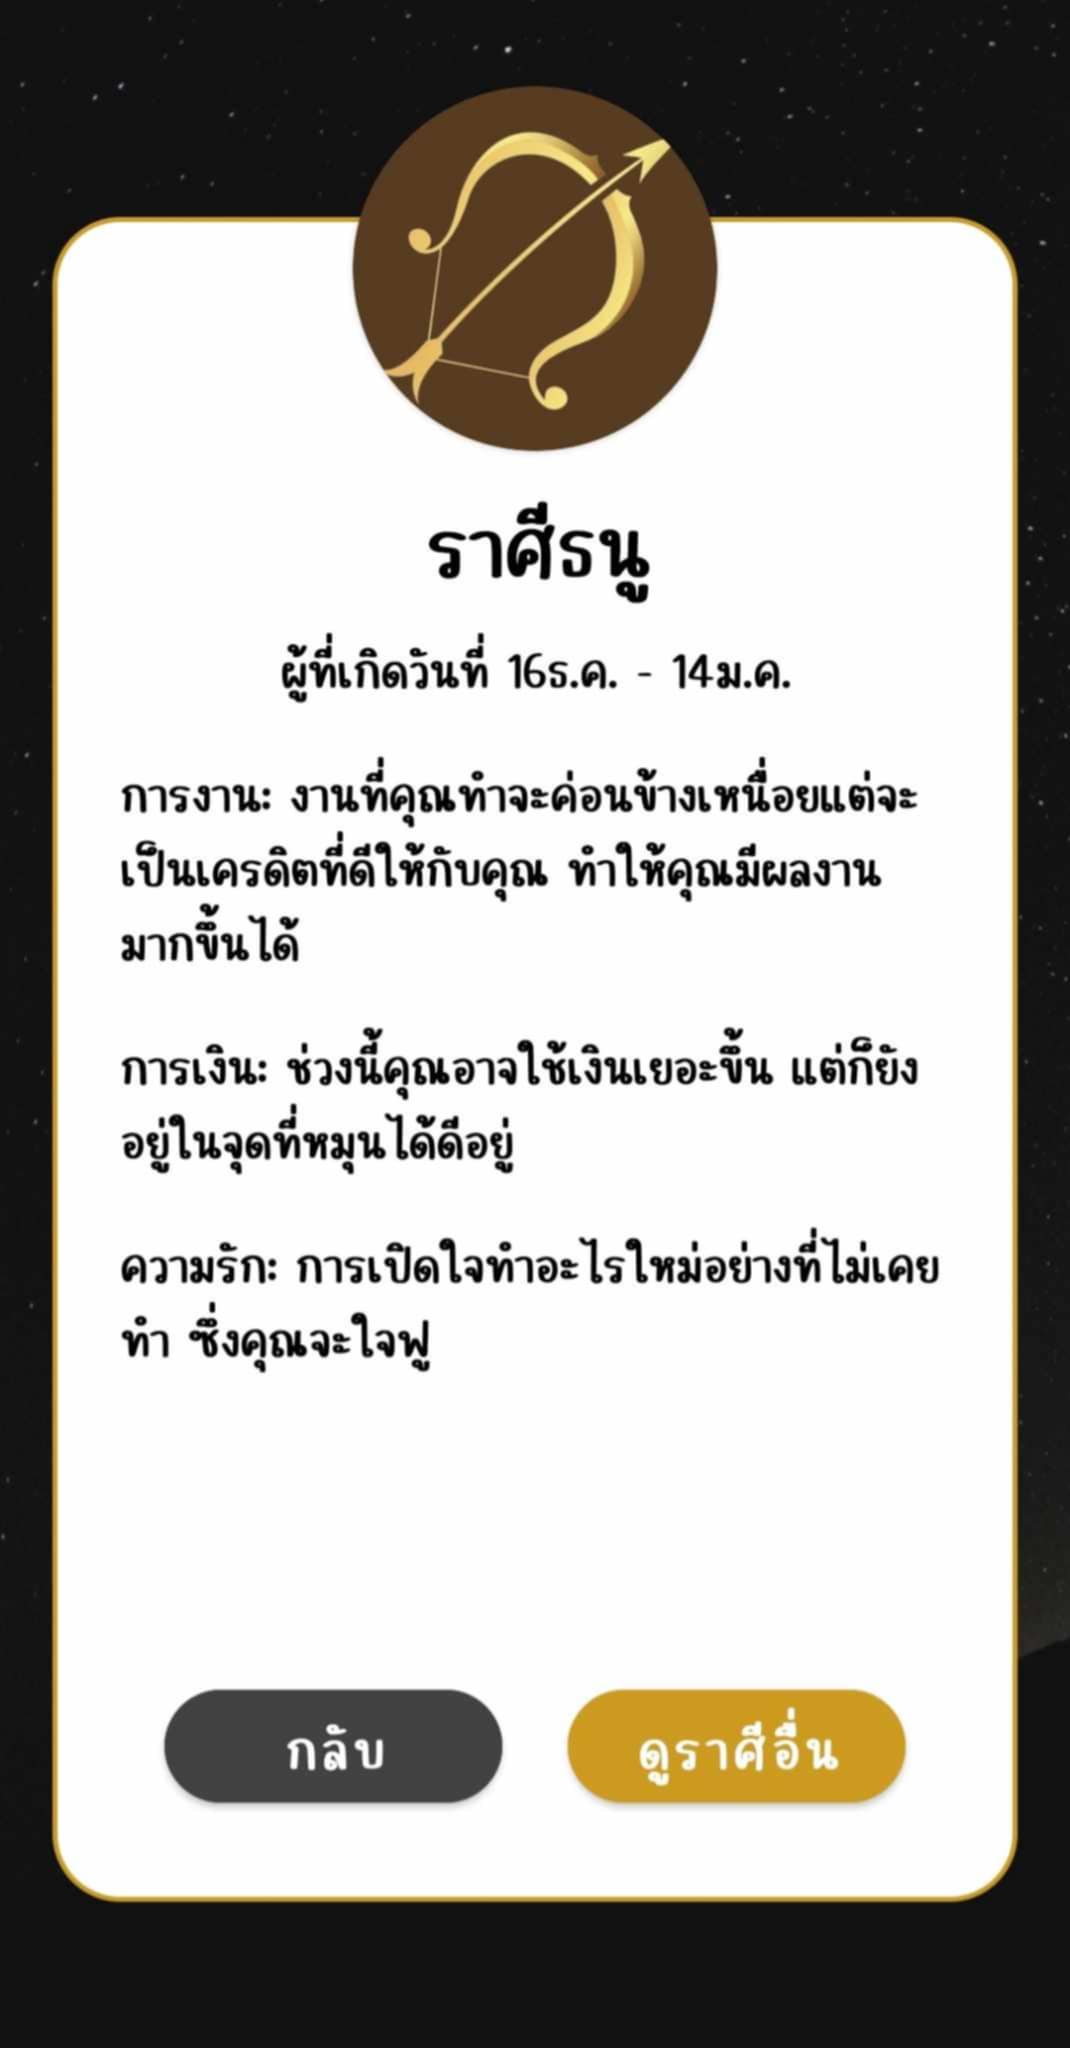 ราศีธนู
ผู้ที่เกิดวันที่ 16ธ.ค. - 14ม.ค.
การงาน: งานที่คุณทำจะค่อนข้างเหนื่อยแต่จะ
เป็นเครดิตที่ดีให้กับคุณ ทำให้คุณมีผลงาน
มากขึ้นได้
การเงิน: ช่วงนี้คุณอาจใช้เงินเยอะขึ้น แต่ก็ยัง
อยู่ในจุดที่หมุนได้ดีอยู่
ความรัก: การเปิดใจทำอะไรใหม่อย่างที่ไม่เคย
ทำ ซึ่งคุณจะใจฟู
กลับ
ดูราศีอื่น